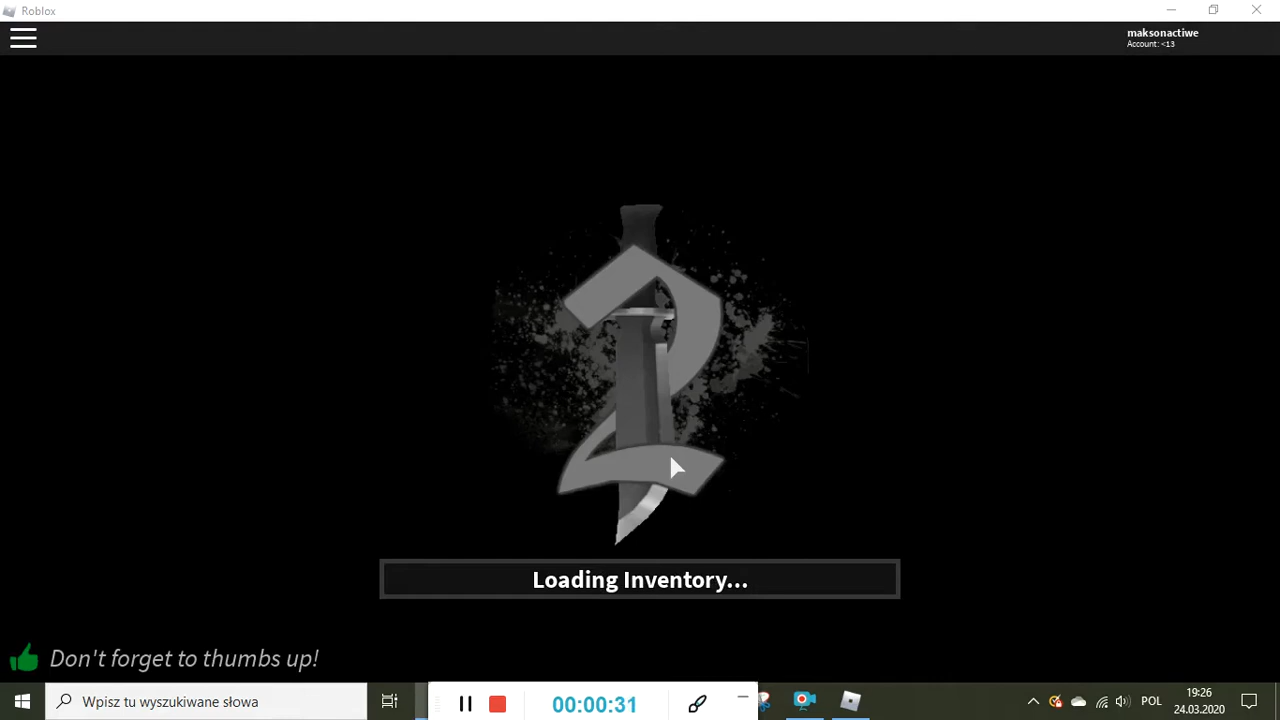 Roblox
maksonactiwe
Account: <13
2
Loading Inventory...
Don't forget to thumbs up!
Wpisz tu wyszukiwane słowa
00:00:31
POL
19:26
24.03.2020